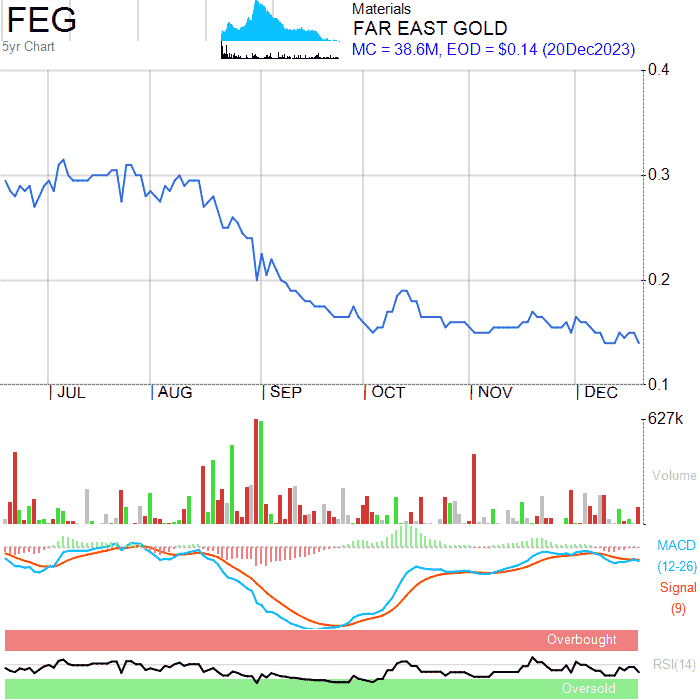 FEG
5yr Chart
Materials
FAR EAST GOLD
MC = 38.6M, EOD = $0.14 (20Dec2023)
0.4
0.3
0.2
0.1
JUL AUG SEP OCT NOV DEC
627k
Volume
MACD
(12-26)
Signal
(9)
Overbought
RSI(14)
Oversold